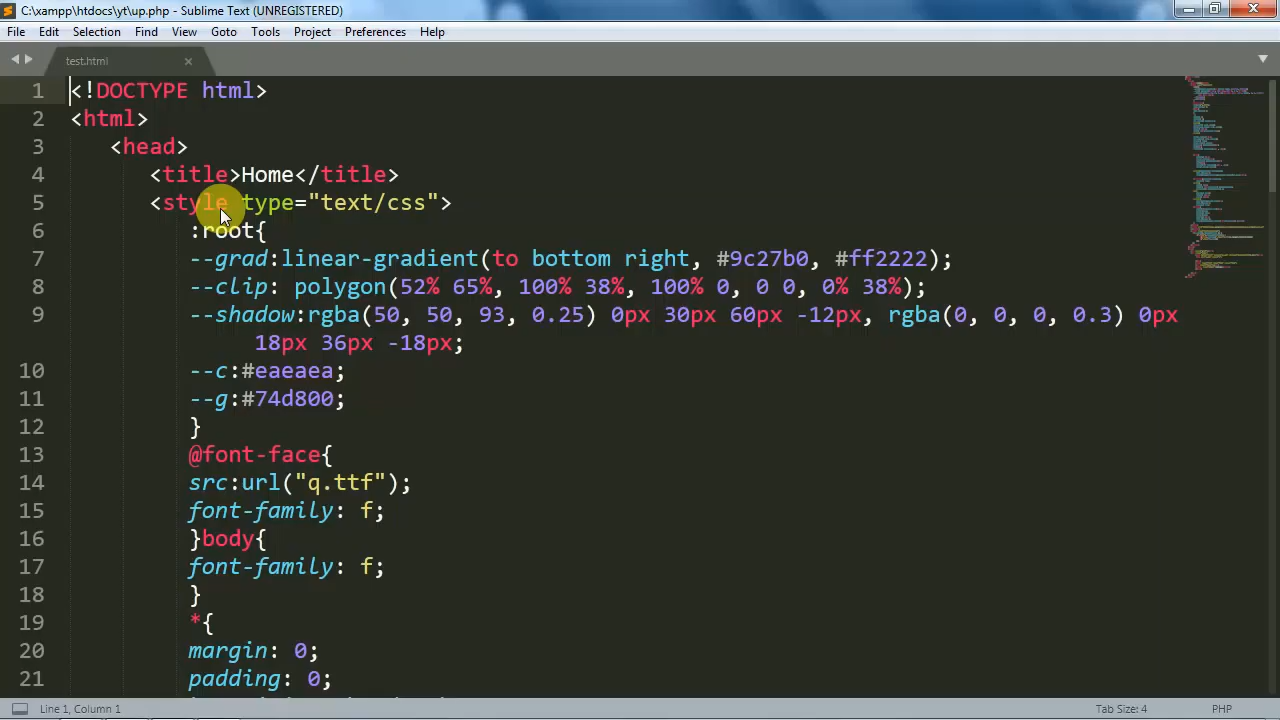 C:\xampp\htdocs\yt\up.php - Sublime Text (UNREGISTERED)
File Edit Selection Find View Goto Tools Project Preferences Help
test.html
1 <!DOCTYPE html>
2 <html>
3 <head>
4 <title>Home</title>
5 <style type="text/css">
6 :root{
7 --grad:linear-gradient(to bottom right, #9c27b0, #ff2222);
8 --clip: polygon(52% 65%, 100% 38%, 100% 0, 0 0, 0% 38%);
9 --shadow:rgba(50, 50, 93, 0.25) 0px 30px 60px -12px, rgba(0, 0, 0, 0.3) 0px
18px 36px -18px;
10 --c:#eaeaea;
11 --g:#74d800;
12 }
13 @font-face{
14 src:url("q.ttf");
15 font-family: f;
16 }body{
17 font-family: f;
18 }
19 *{
20 margin: 0;
21 padding: 0;
Line 1, Column 1 Tab Size: 4 PHP